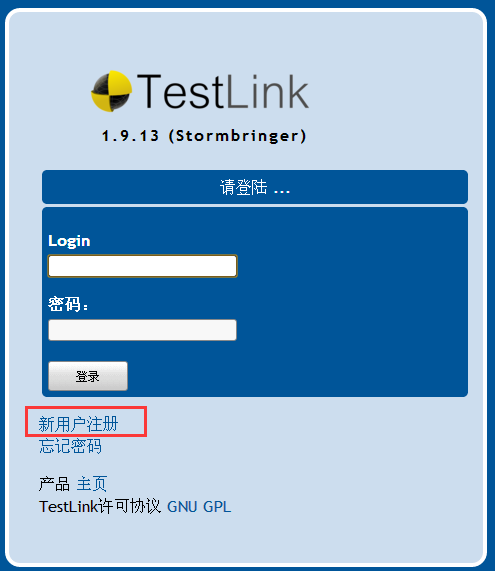 TestLink
1.9.13 (Stormbringer)
请登陆 ...
Login
密码：
登录
新用户注册
忘记密码
产品 主页
TestLink许可协议 GNU GPL